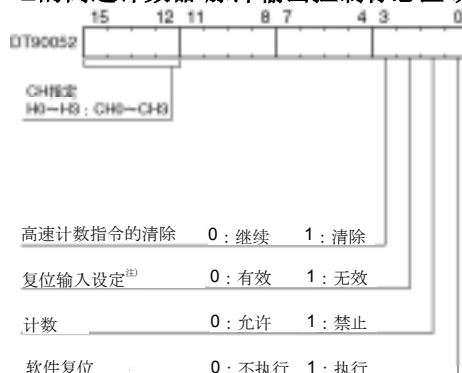 15 12 11 8 7 4 3 0
DT90052
CH指定
H0~H3：CH0~CH3
高速计数指令的清除 0：继续 1：清除
复位输入设定注) 0：有效 1：无效
计数 0：允许 1：禁止
软件复位 0：不执行 1：执行